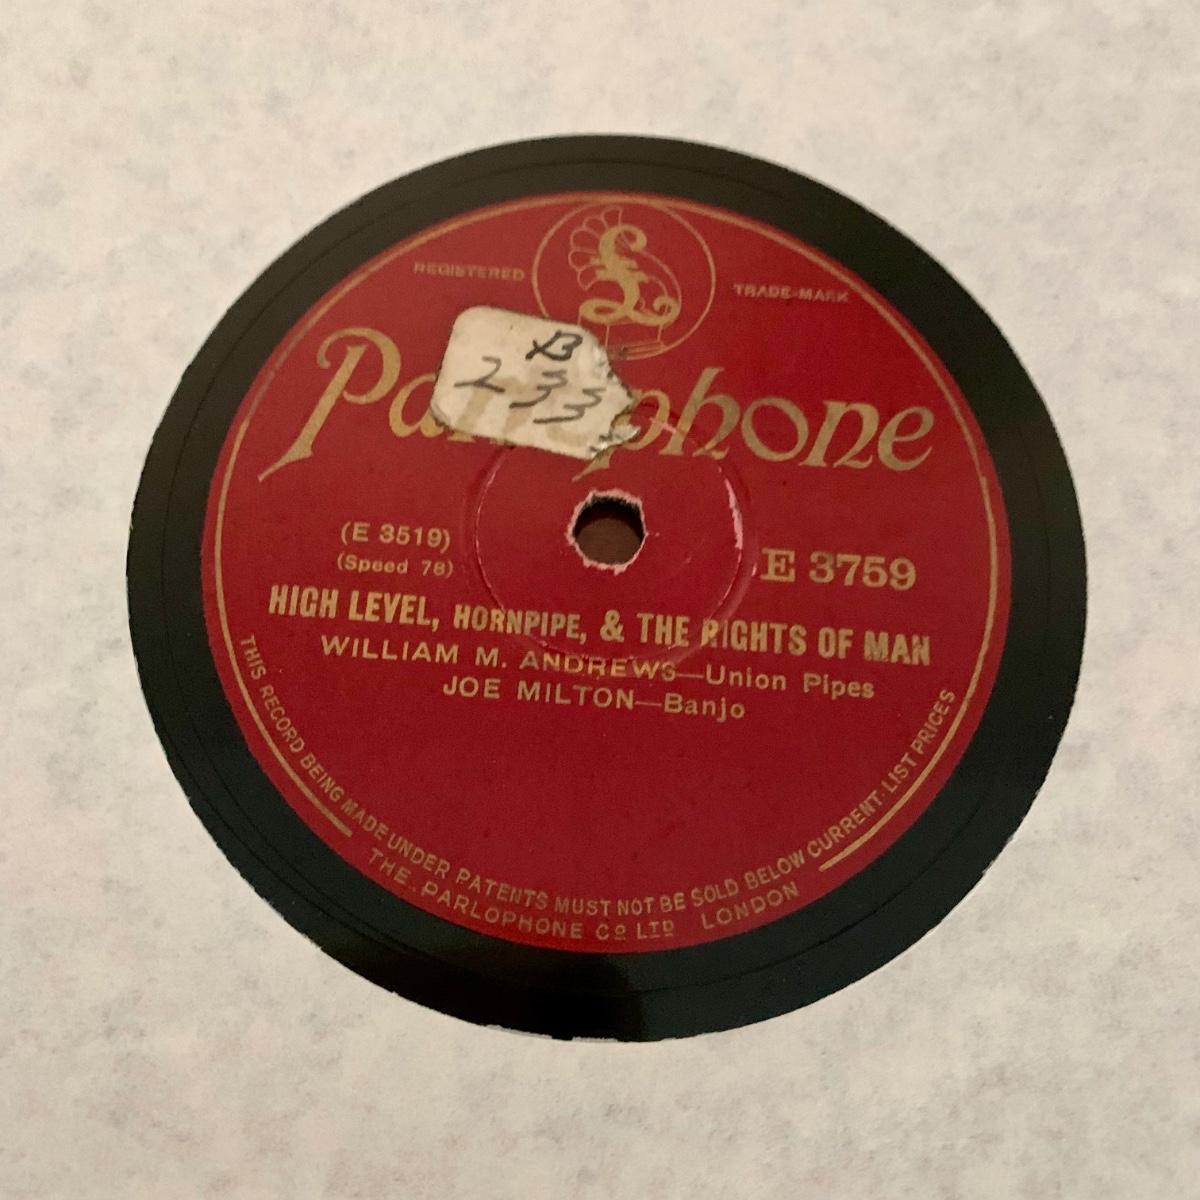 REGISTERED TRADE-MARK
£
B
233
Parlophone
(E 3519)
(Speed 78)
E 3759
HIGH LEVEL, HORNPIPE, & THE RIGHTS OF MAN
WILLIAM M. ANDREWS—Union Pipes
JOE MILTON—Banjo
THIS RECORD BEING MADE UNDER PATENTS MUST NOT BE SOLD BELOW CURRENT LIST PRICES
THE PARLOPHONE Co LTD LONDON